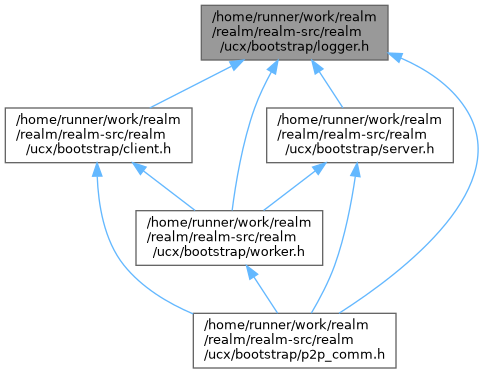 /home/runner/work/realm
/realm/realm-src/realm
/ucx/bootstrap/logger.h
/home/runner/work/realm
/realm/realm-src/realm
/ucx/bootstrap/client.h
/home/runner/work/realm
/realm/realm-src/realm
/ucx/bootstrap/server.h
/home/runner/work/realm
/realm/realm-src/realm
/ucx/bootstrap/worker.h
/home/runner/work/realm
/realm/realm-src/realm
/ucx/bootstrap/p2p_comm.h